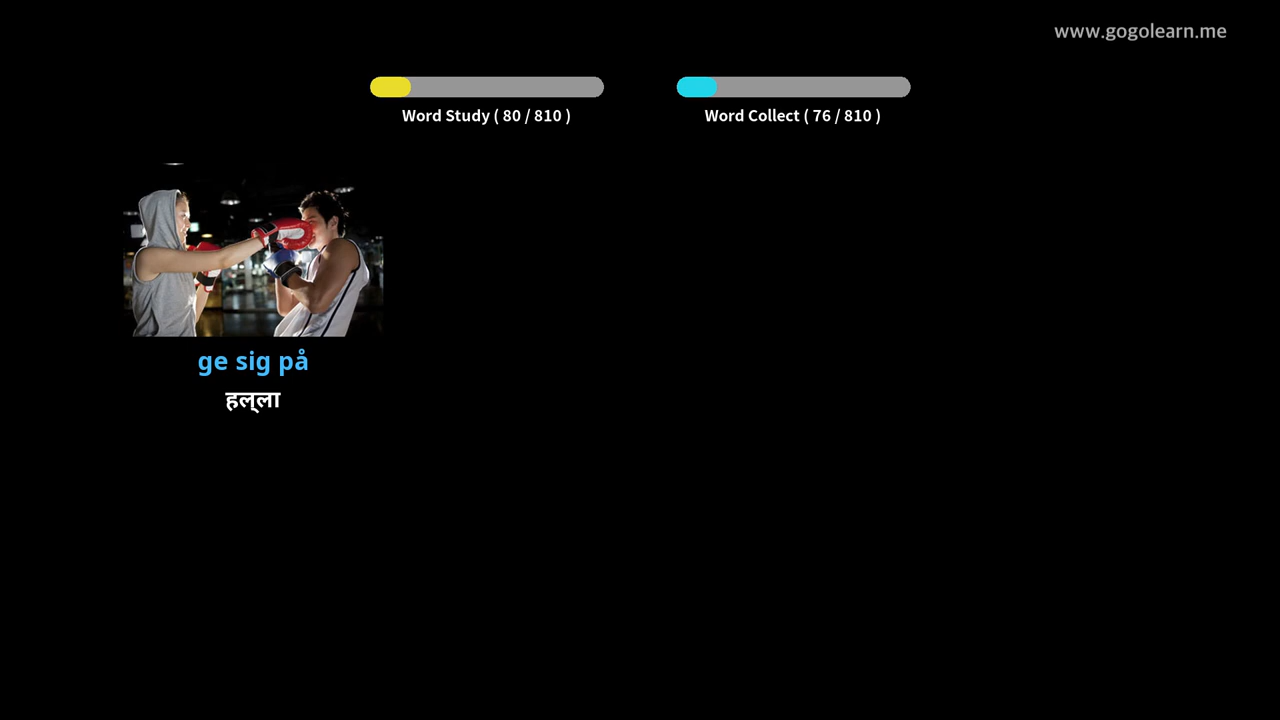 www.gogolearn.me
Word Study ( 80 / 810 )
Word Collect ( 76 / 810 )
ge sig på
हल्ला